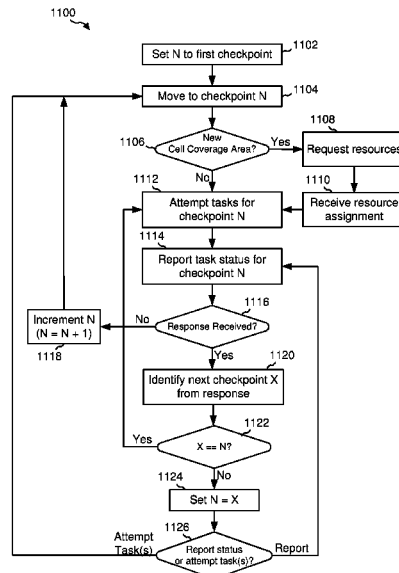 1100
Set N to first checkpoint
1102
Move to checkpoint N
1104
New
Cell Coverage Area?
1106
Yes
No
1108
Request resources
1110
Receive resource
assignment
1112
Attempt tasks for
checkpoint N
1114
Report task status for
checkpoint N
1116
Response Received?
No
Yes
Increment N
(N = N + 1)
1118
1120
Identify next checkpoint X
from response
1122
X == N?
Yes
No
1124
Set N = X
1126
Report status
or attempt task(s)?
Attempt
Task(s)
Report